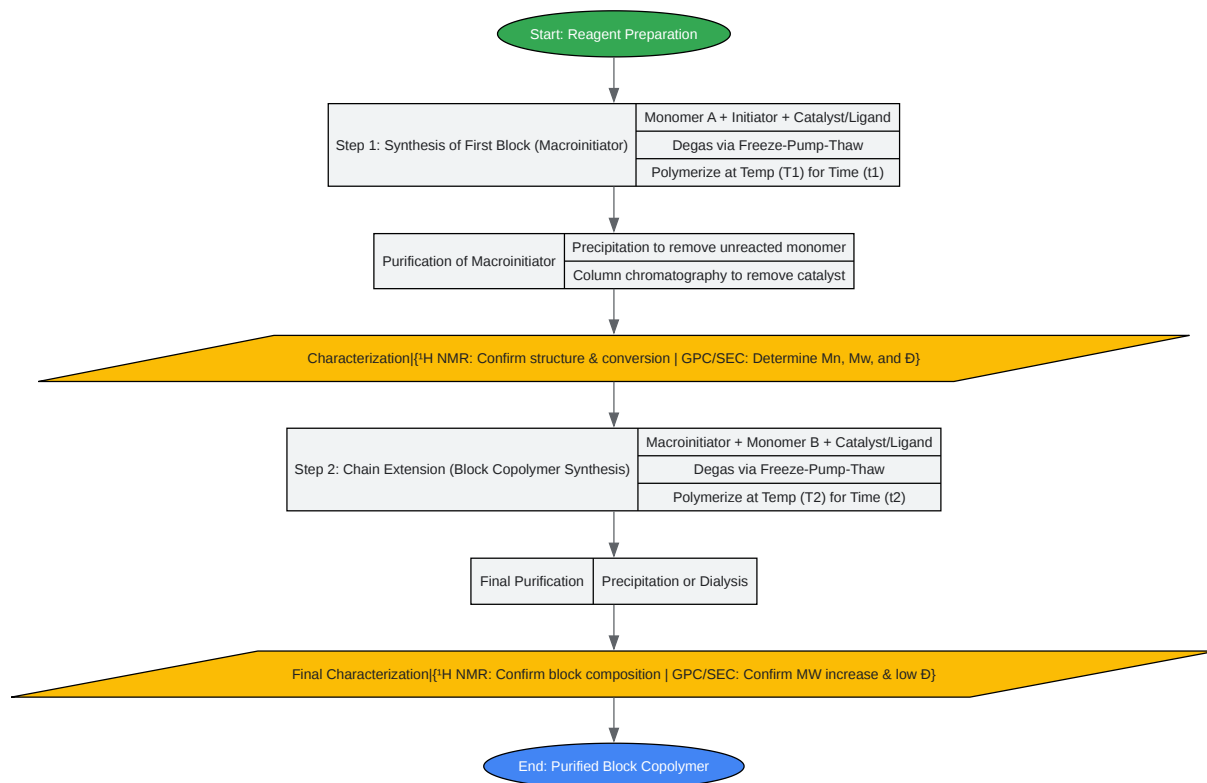 Start: Reagent Preparation
Step 1: Synthesis of First Block (Macroinitiator)
Monomer A + Initiator + Catalyst/Ligand
Degas via Freeze-Pump-Thaw
Polymerize at Temp (T1) for Time (t1)
Purification of Macroinitiator
Precipitation to remove unreacted monomer
Column chromatography to remove catalyst
Characterization|{¹H NMR: Confirm structure & conversion | GPC/SEC: Determine Mn, Mw, and Đ}
Step 2: Chain Extension (Block Copolymer Synthesis)
Macroinitiator + Monomer B + Catalyst/Ligand
Degas via Freeze-Pump-Thaw
Polymerize at Temp (T2) for Time (t2)
Final Purification
Precipitation or Dialysis
Final Characterization|{¹H NMR: Confirm block composition | GPC/SEC: Confirm MW increase & low Đ}
End: Purified Block Copolymer